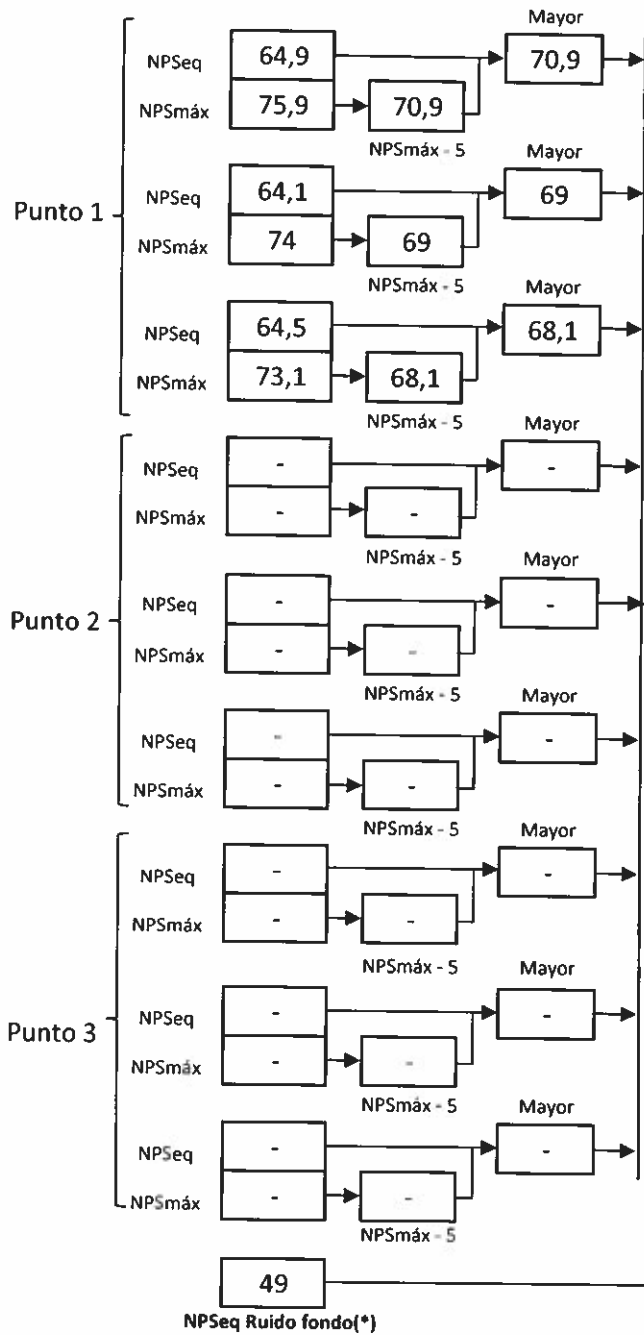 Mayor
NPSeq 64,9 70,9
NPSmáx 75,9 70,9
NPSmáx - 5
Mayor
Punto 1
NPSeq 64,1 69
NPSmáx 74 69
NPSmáx - 5
Mayor
NPSeq 64,5 68,1
NPSmáx 73,1 68,1
NPSmáx - 5
Mayor
NPSeq - -
NPSmáx - -
NPSmáx - 5
Mayor
Punto 2
NPSeq - -
NPSmáx - -
NPSmáx - 5
Mayor
NPSeq - -
NPSmáx - -
NPSmáx - 5
Mayor
NPSeq - -
NPSmáx - -
NPSmáx - 5
Mayor
Punto 3
NPSeq - -
NPSmáx - -
NPSmáx - 5
Mayor
NPSeq - -
NPSmáx - -
NPSmáx - 5
49
NPSeq Ruido fondo(*)